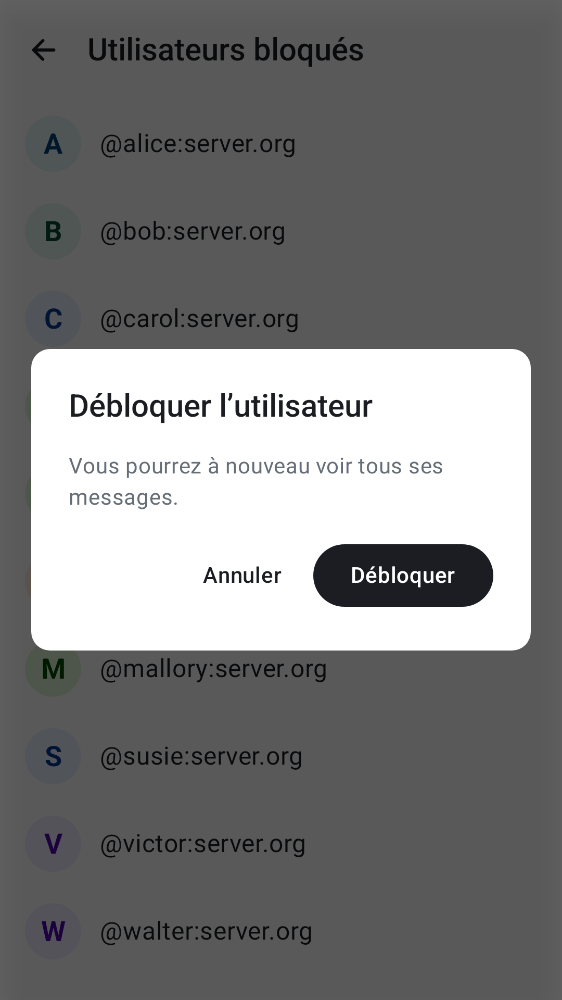 Utilisateurs bloqués
A @alice:server.org
B @bob:server.org
C @carol:server.org
Débloquer l’utilisateur
Vous pourrez à nouveau voir tous ses
messages.
Annuler Débloquer
M @mallory:server.org
S @susie:server.org
V @victor:server.org
W @walter:server.org